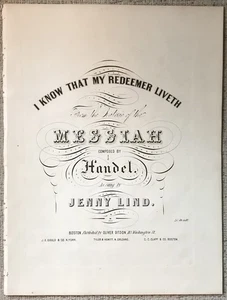 I KNOW THAT MY REDEEMER LIVETH
From the Oratorio of the
MESSIAH
COMPOSED BY
Handel.
As sung by
JENNY LIND.
BOSTON. Published by OLIVER DITSON. Washington St.